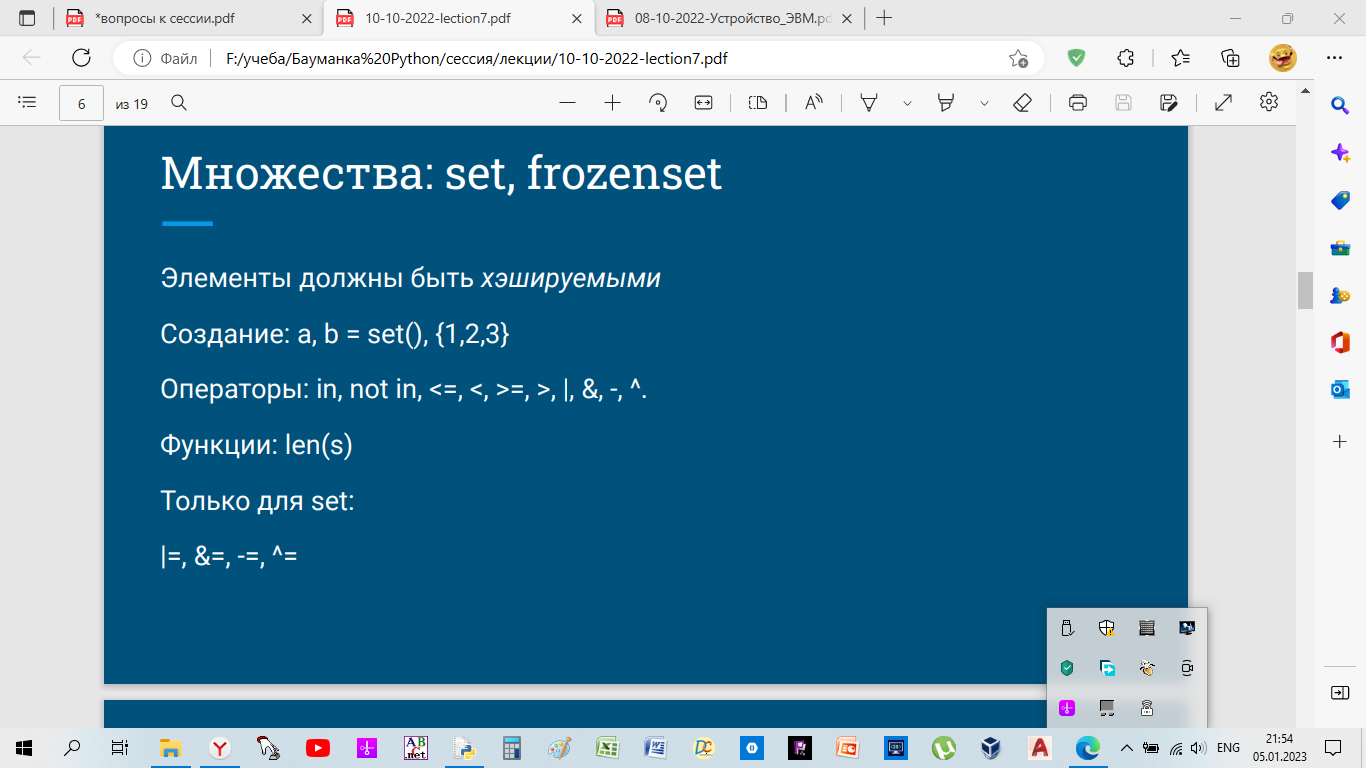 *вопросы к сессии.pdf
10-10-2022-lection7.pdf
08-10-2022-Устройство_ЭВМ.pd
Файл
F:/учеба/Бауманка%20Python/сессия/лекции/10-10-2022-lection7.pdf
6 из 19
Множества: set, frozenset
Элементы должны быть хэшируемыми
Создание: a, b = set(), {1,2,3}
Операторы: in, not in, <=, <, >=, >, |, &, -, ^.
Функции: len(s)
Только для set:
|=, &=, -=, ^=
ENG
21:54
05.01.2023